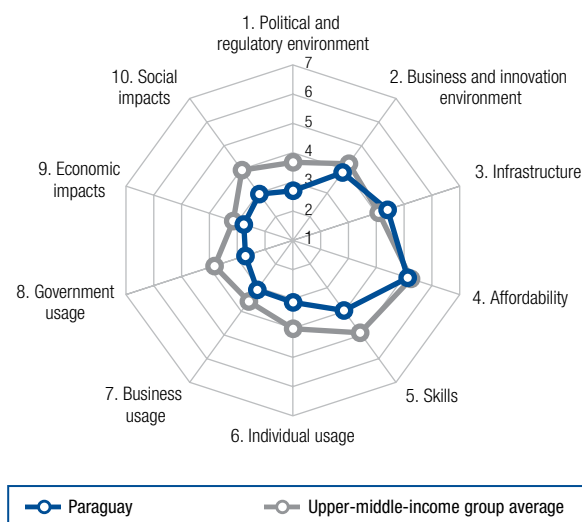 1. Political and
regulatory environment
10. Social
impacts
2. Business and innovation
environment
9. Economic
impacts
3. Infrastructure
8. Government
usage
4. Affordability
7. Business
usage
5. Skills
6. Individual usage
7
6
5
4
3
2
1
Paraguay
Upper-middle-income group average